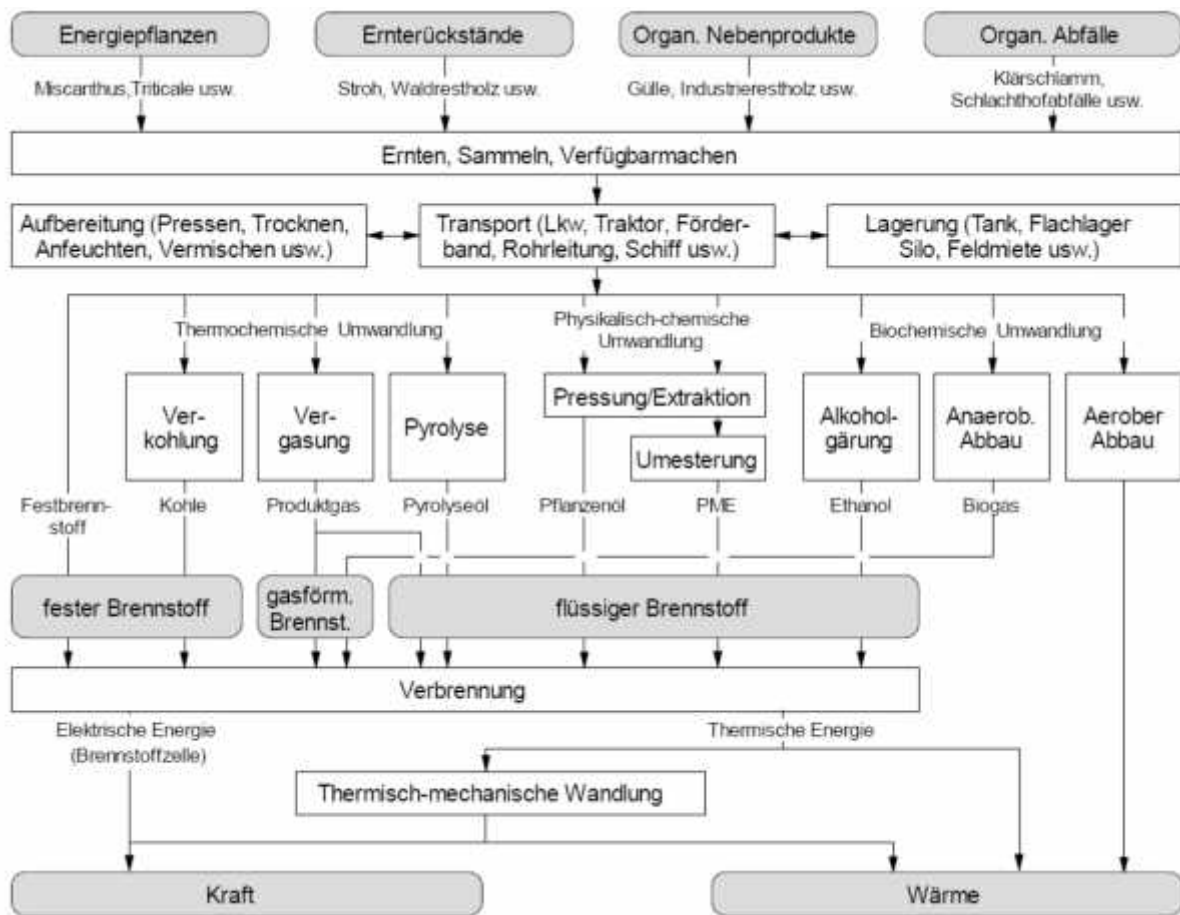 Energiepflanzen
Ernterückstände
Organ. Nebenprodukte
Organ. Abfälle
Miscanthus,Triticale usw.
Stroh, Waldrestholz usw.
Gülle, Industrierestholz usw.
Klärschlamm,
Schlachthofabfälle usw.
Ernten, Sammeln, Verfügbarmachen
Aufbereitung (Pressen, Trocknen,
Anfeuchten, Vermischen usw.)
Transport (Lkw, Traktor, Förder-
band, Rohrleitung, Schiff usw.)
Lagerung (Tank, Flachlager
Silo, Feldmiete usw.)
Thermochemische Umwandlung
Physikalisch-chemische
Umwandlung
Biochemische Umwandlung
Ver-
kohlung
Ver-
gasung
Pyrolyse
Pressung/Extraktion
Umesterung
Alkohol-
gärung
Anaerob.
Abbau
Aerober
Abbau
Festbrenn-
stoff
Kohle
Produktgas
Pyrolyseöl
Pflanzenöl
PME
Ethanol
Biogas
fester Brennstoff
gasförm.
Brennst.
flüssiger Brennstoff
Verbrennung
Elektrische Energie
(Brennstoffzelle)
Thermische Energie
Thermisch-mechanische Wandlung
Kraft
Wärme